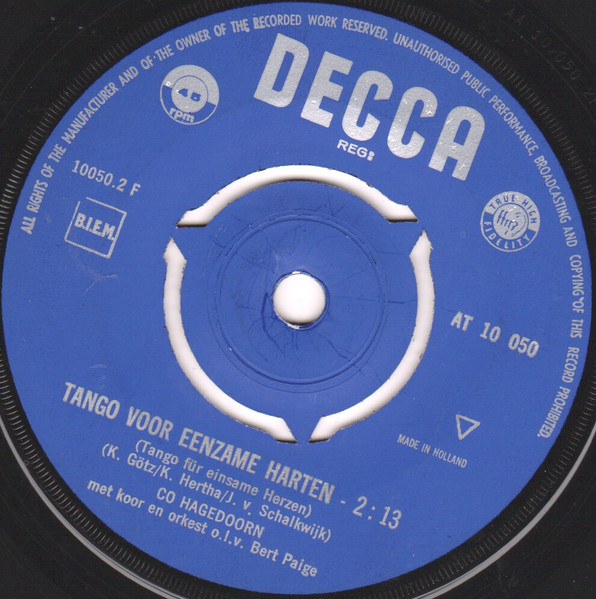 ALL RIGHTS OF THE MANUFACTURER AND OF THE OWNER OF THE RECORDED WORK RESERVED. UNAUTHORISED PUBLIC PERFORMANCE, BROADCASTING AND COPYING OF THIS RECORD PROHIBITED.
DECCA
REG:
45
rpm
10050.2 F
B.I.E.M.
TRUE HIGH
FIDELITY
AT 10 050
MADE IN HOLLAND
TANGO VOOR EENZAME HARTEN - 2:13
(Tango für einsame Herzen)
(K. Götz/K. Hertha/J. v. Schalkwijk)
CO HAGEDOORN
met koor en orkest o.l.v. Bert Paige